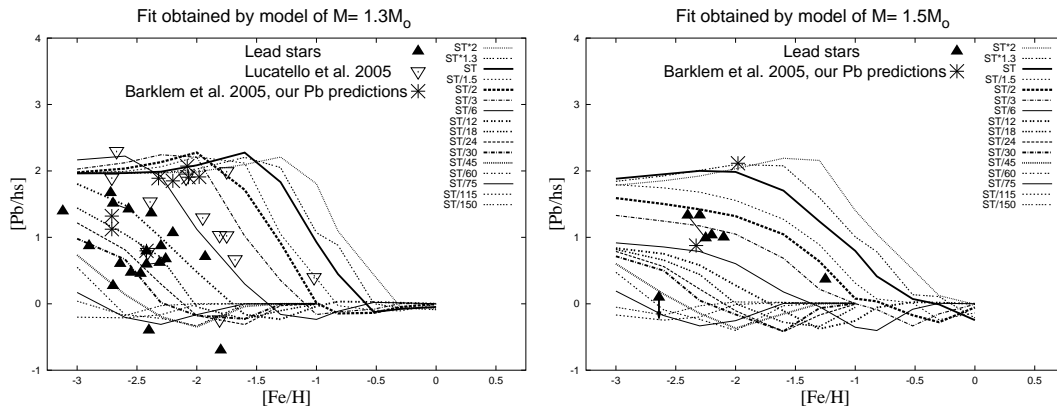 Fit obtained by model of M= 1.3Mo
4
3
2
1
0
-1
[Pb/hs]
-3 -2.5 -2 -1.5 -1 -0.5 0 0.5
[Fe/H]
Lead stars
Lucatello et al. 2005
Barklem et al. 2005, our Pb predictions
ST*2
ST*1.3
ST
ST/1.5
ST/2
ST/3
ST/6
ST/12
ST/18
ST/24
ST/30
ST/45
ST/60
ST/75
ST/115
ST/150
Fit obtained by model of M= 1.5Mo
4
3
2
1
0
-1
[Pb/hs]
-3 -2.5 -2 -1.5 -1 -0.5 0 0.5
[Fe/H]
Lead stars
Barklem et al. 2005, our Pb predictions
ST*2
ST*1.3
ST
ST/1.5
ST/2
ST/3
ST/6
ST/12
ST/18
ST/24
ST/30
ST/45
ST/60
ST/75
ST/115
ST/150